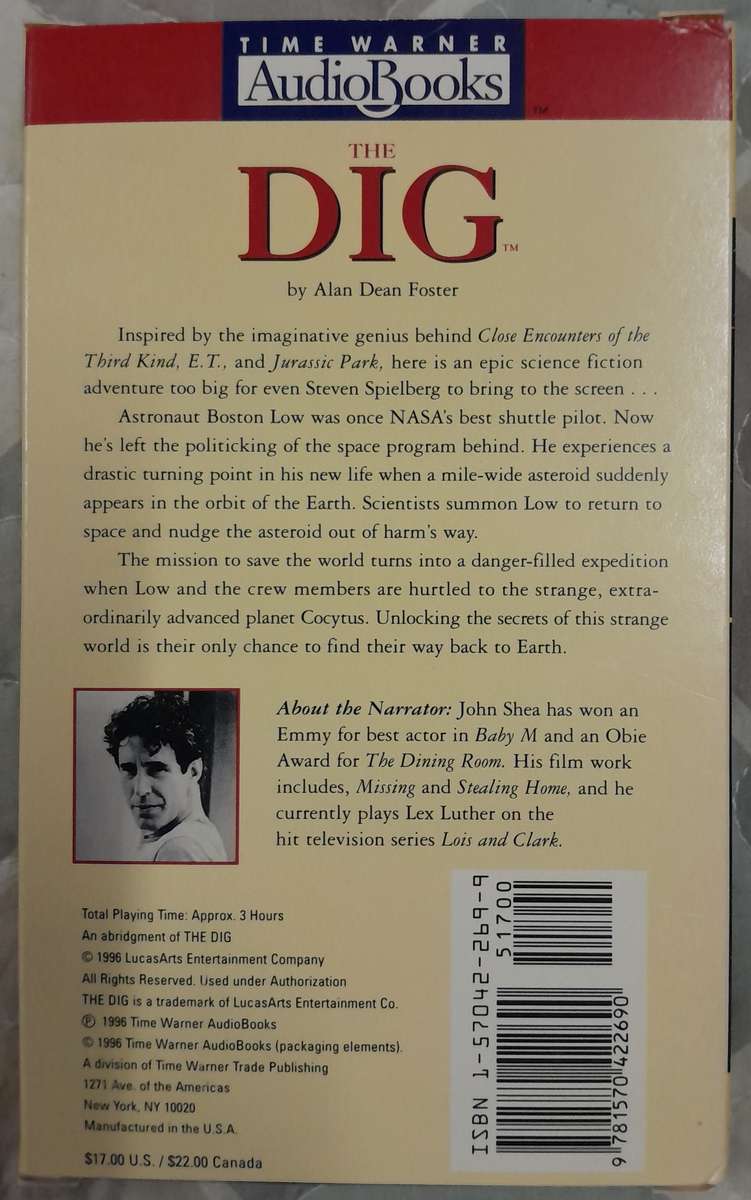 TIME WARNER
AudioBooks
TM
THE
DIG
TM
by Alan Dean Foster
Inspired by the imaginative genius behind Close Encounters of the
Third Kind, E.T., and Jurassic Park, here is an epic science fiction
adventure too big for even Steven Spielberg to bring to the screen . . .
Astronaut Boston Low was once NASA's best shuttle pilot. Now
he's left the politicking of the space program behind. He experiences a
drastic turning point in his new life when a mile-wide asteroid suddenly
appears in the orbit of the Earth. Scientists summon Low to return to
space and nudge the asteroid out of harm's way.
The mission to save the world turns into a danger-filled expedition
when Low and the crew members are hurtled to the strange, extra-
ordinarily advanced planet Cocytus. Unlocking the secrets of this strange
world is their only chance to find their way back to Earth.
About the Narrator: John Shea has won an
Emmy for best actor in Baby M and an Obie
Award for The Dining Room. His film work
includes, Missing and Stealing Home, and he
currently plays Lex Luther on the
hit television series Lois and Clark.
Total Playing Time: Approx. 3 Hours
An abridgment of THE DIG
© 1996 LucasArts Entertainment Company
All Rights Reserved. Used under Authorization
THE DIG is a trademark of LucasArts Entertainment Co.
℗ 1996 Time Warner AudioBooks
© 1996 Time Warner AudioBooks (packaging elements).
A division of Time Warner Trade Publishing
1271 Ave. of the Americas
New York, NY 10020
Manufactured in the U.S.A.
$17.00 U.S. / $22.00 Canada
ISBN 1-57042-269-9
51700
9 781570 422690